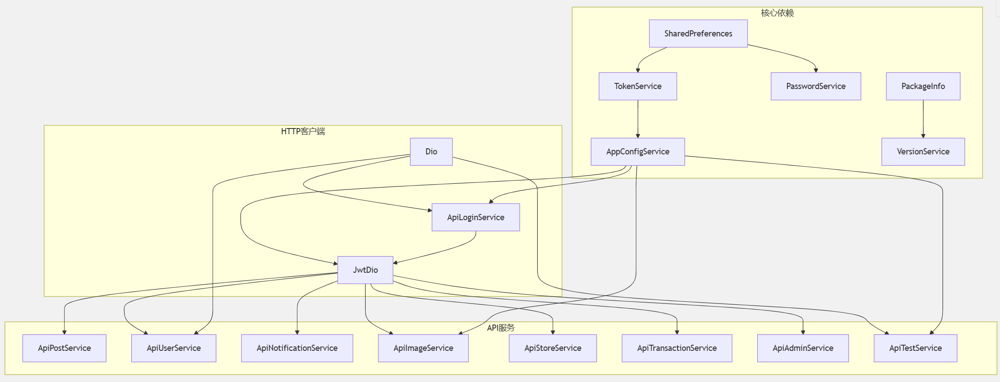 核心依赖
SharedPreferences
TokenService
PasswordService
PackageInfo
AppConfigService
VersionService
HTTP客户端
Dio
ApiLoginService
JwtDio
API服务
ApiPostService
ApiUserService
ApiNotificationService
ApiImageService
ApiStoreService
ApiTransactionService
ApiAdminService
ApiTestService